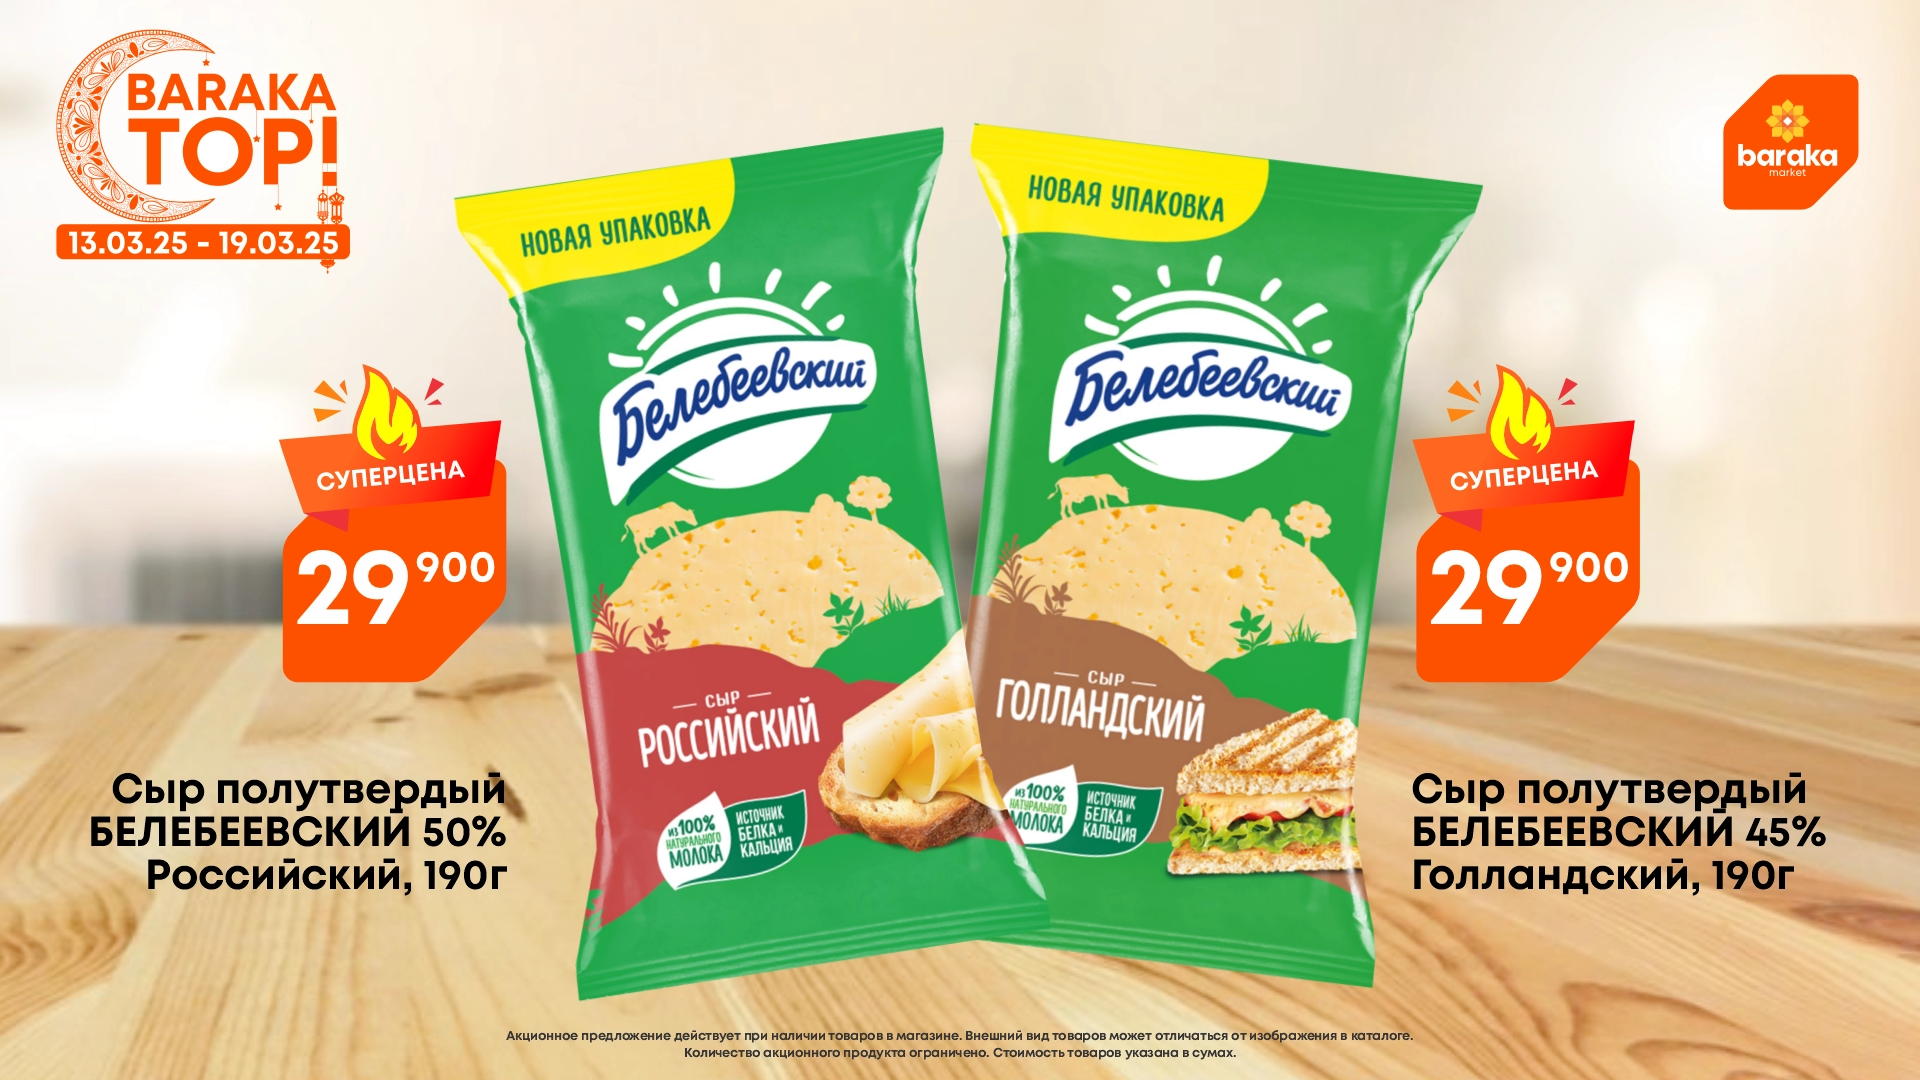 BARAKA
TOP!
13.03.25 - 19.03.25
baraka
market
НОВАЯ УПАКОВКА
Белебеевский
СЫР
РОССИЙСКИЙ
из 100%
НАТУРАЛЬНОГО
МОЛОКА
ИСТОЧНИК
БЕЛКА и
КАЛЬЦИЯ
НОВАЯ УПАКОВКА
Белебеевский
СЫР
ГОЛЛАНДСКИЙ
из 100%
НАТУРАЛЬНОГО
МОЛОКА
ИСТОЧНИК
БЕЛКА и
КАЛЬЦИЯ
СУПЕРЦЕНА
29 900
Сыр полутвердый
БЕЛЕБЕЕВСКИЙ 50%
Российский, 190г
СУПЕРЦЕНА
29 900
Сыр полутвердый
БЕЛЕБЕЕВСКИЙ 45%
Голландский, 190г
Акционное предложение действует при наличии товаров в магазине. Внешний вид товаров может отличаться от изображения в каталоге.
Количество акционного продукта ограничено. Стоимость товаров указана в сумах.